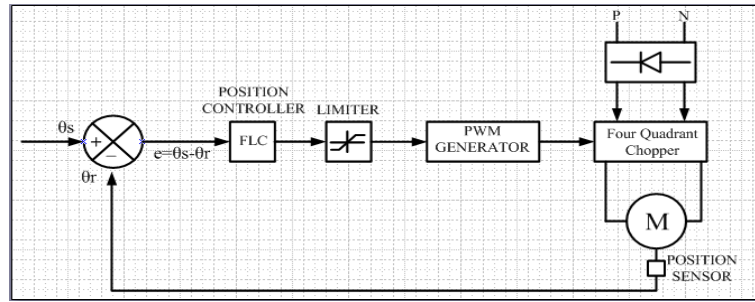 P N
POSITION
CONTROLLER
LIMITER
θs
+
−
θr
e=θs-θr
FLC
PWM
GENERATOR
Four Quadrant
Chopper
M
POSITION
SENSOR